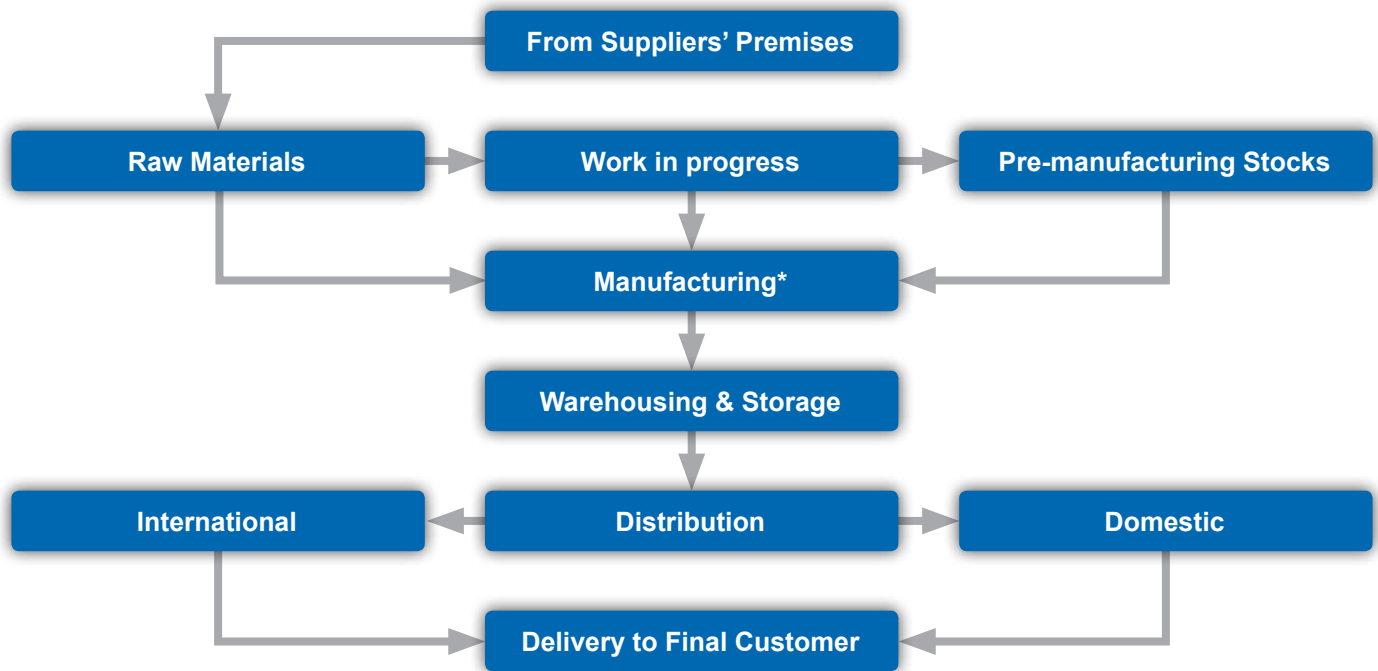 From Suppliers’ Premises
Raw Materials
Work in progress
Pre-manufacturing Stocks
Manufacturing*
Warehousing & Storage
International
Distribution
Domestic
Delivery to Final Customer